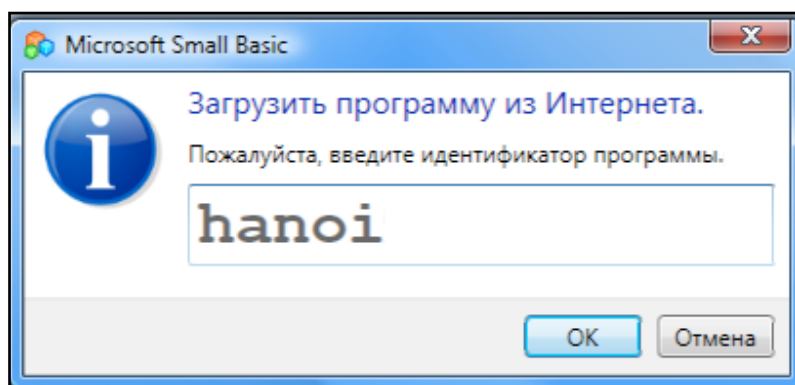 Microsoft Small Basic
Загрузить программу из Интернета.
Пожалуйста, введите идентификатор программы.
hanoi
OK Отмена